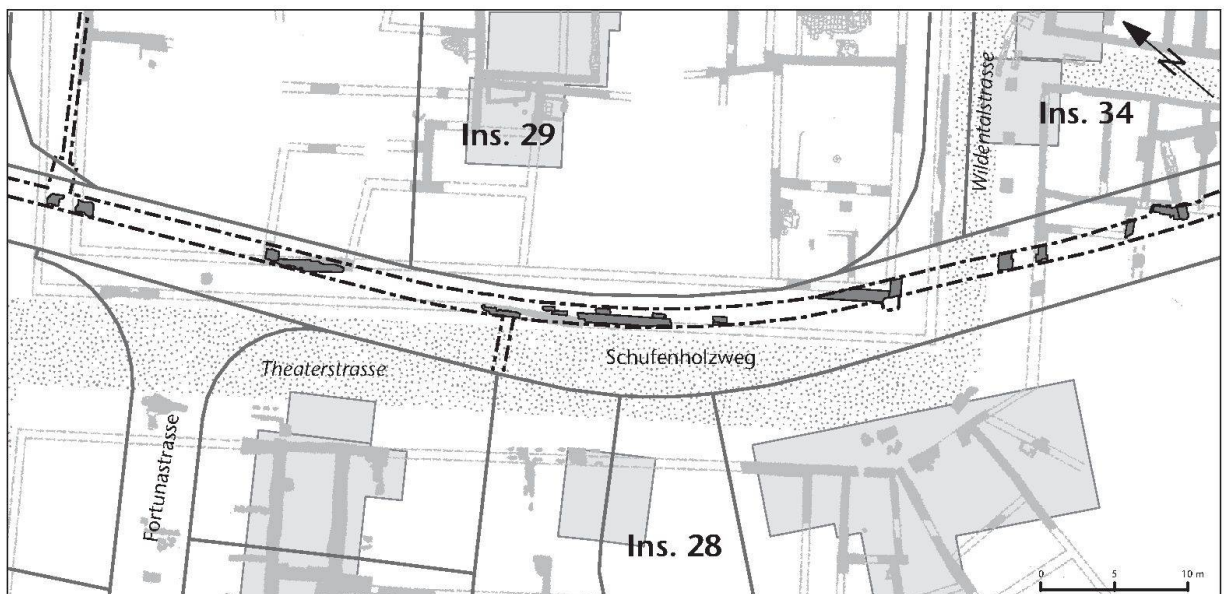 N
Ins. 29
Wildentalstrasse
Ins. 34
Schufenholzweg
Theaterstrasse
Fortunastrasse
Ins. 28
0 5 10 m